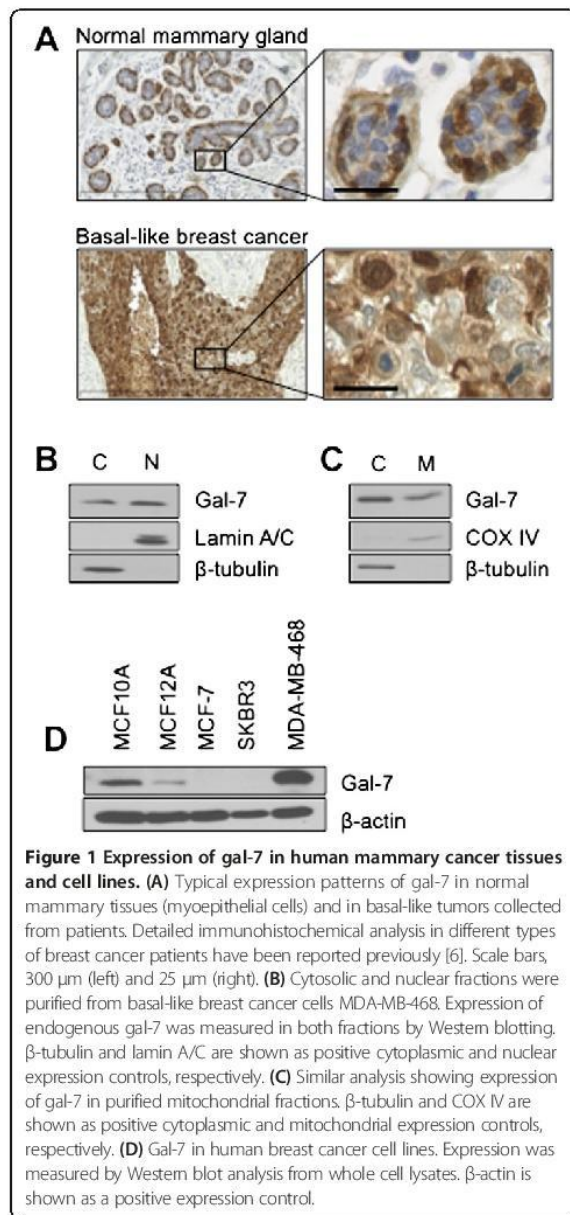 A
Normal mammary gland
Basal-like breast cancer
B
C N
Gal-7
Lamin A/C
β-tubulin
C
C M
Gal-7
COX IV
β-tubulin
D
MCF10A
MCF12A
MCF-7
SKBR3
MDA-MB-468
Gal-7
β-actin
Figure 1 Expression of gal-7 in human mammary cancer tissues
and cell lines. (A) Typical expression patterns of gal-7 in normal
mammary tissues (myoepithelial cells) and in basal-like tumors collected
from patients. Detailed immunohistochemical analysis in different types
of breast cancer patients have been reported previously [6]. Scale bars,
300 μm (left) and 25 μm (right). (B) Cytosolic and nuclear fractions were
purified from basal-like breast cancer cells MDA-MB-468. Expression of
endogenous gal-7 was measured in both fractions by Western blotting.
β-tubulin and lamin A/C are shown as positive cytoplasmic and nuclear
expression controls, respectively. (C) Similar analysis showing expression
of gal-7 in purified mitochondrial fractions. β-tubulin and COX IV are
shown as positive cytoplasmic and mitochondrial expression controls,
respectively. (D) Gal-7 in human breast cancer cell lines. Expression was
measured by Western blot analysis from whole cell lysates. β-actin is
shown as a positive expression control.